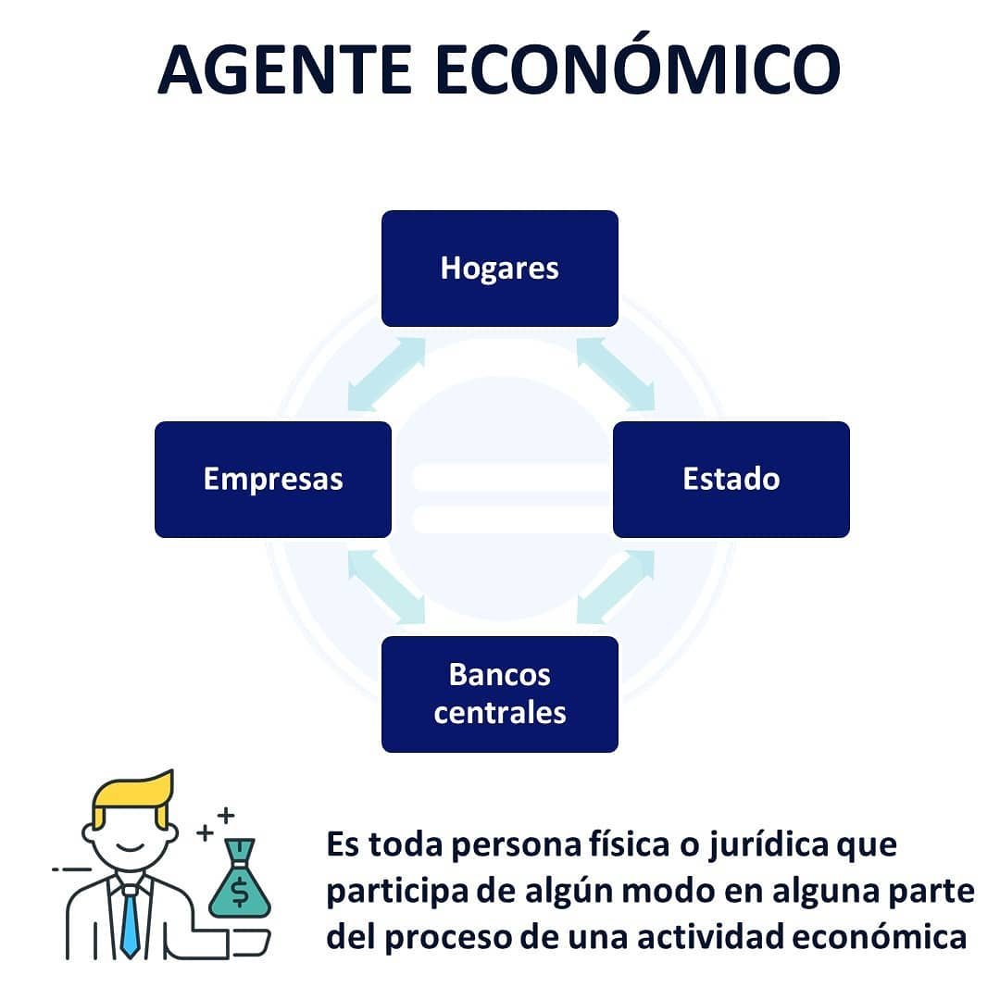 AGENTE ECONÓMICO
Hogares
Empresas
Estado
Bancos
centrales
$
Es toda persona física o jurídica que
participa de algún modo en alguna parte
del proceso de una actividad económica